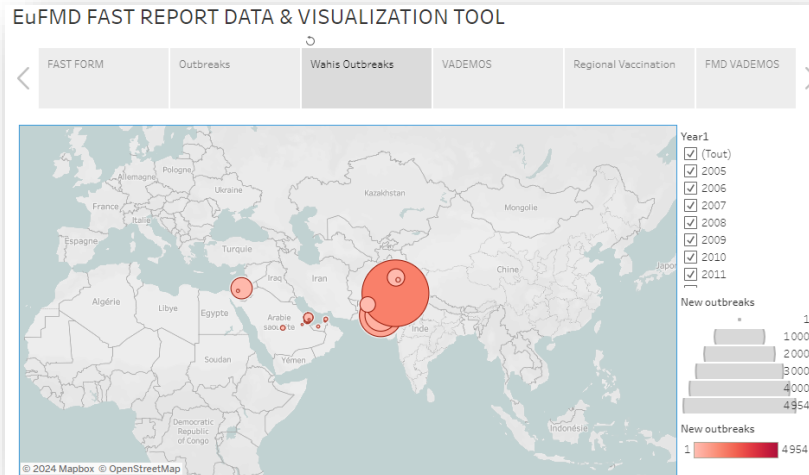 EuFMD FAST REPORT DATA & VISUALIZATION TOOL
FAST FORM
Outbreaks
Wahis Outbreaks
VADEMOS
Regional Vaccination
FMD VADEMOS
Pologne
Allemagne
Ukraine
France
Italie
Espagne
Kazakhstan
Mongolie
Turquie
Chine
Iraq
Iran
Algérie
Libye
Egypte
Arabie
saoudite
Inde
Soudan
Yémen
Democratic
Republic
of Congo
Indonésie
© 2024 Mapbox © OpenStreetMap
Year1
(Tout)
2005
2006
2007
2008
2009
2010
2011
New outbreaks
1
1000
2000
3000
4000
4954
New outbreaks
1
4954